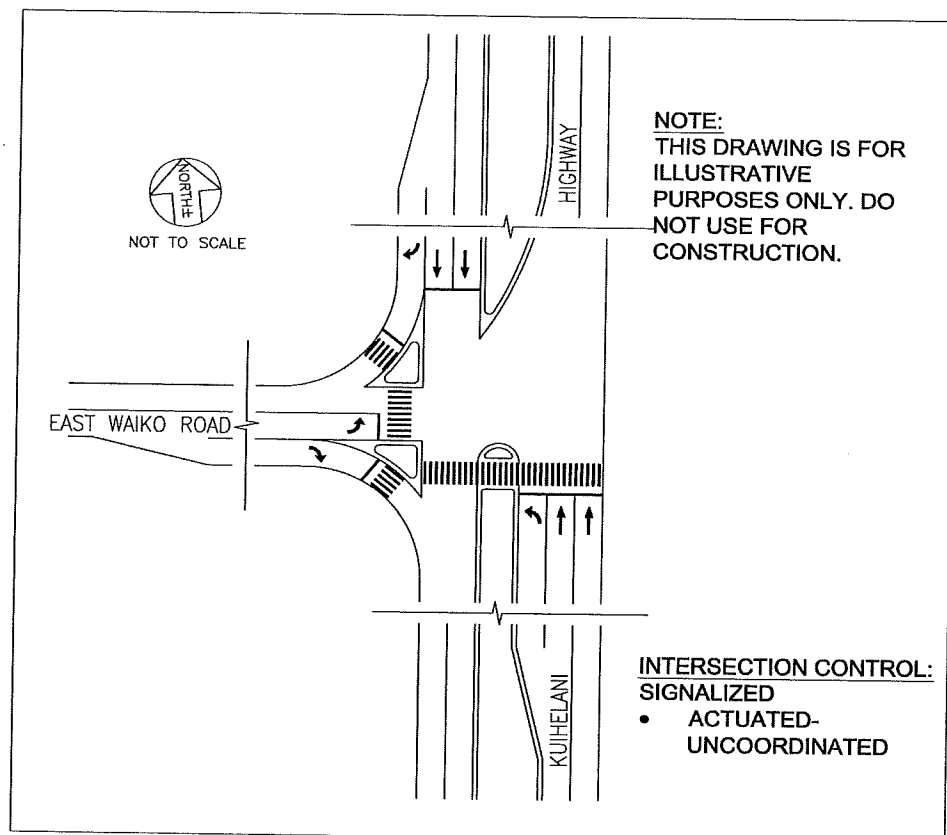 HIGHWAY
NOTE:
THIS DRAWING IS FOR
ILLUSTRATIVE
PURPOSES ONLY. DO
NOT USE FOR
CONSTRUCTION.
NORTH±
NOT TO SCALE
EAST WAIKO ROAD
KUIHELANI
INTERSECTION CONTROL:
SIGNALIZED
• ACTUATED-
UNCOORDINATED